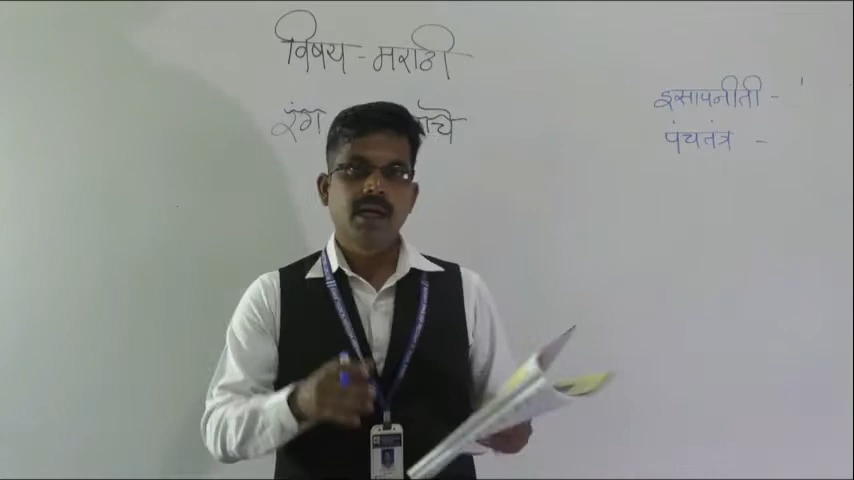 विषय - मराठी
रंग
इसापनीती -
पंचतंत्र -